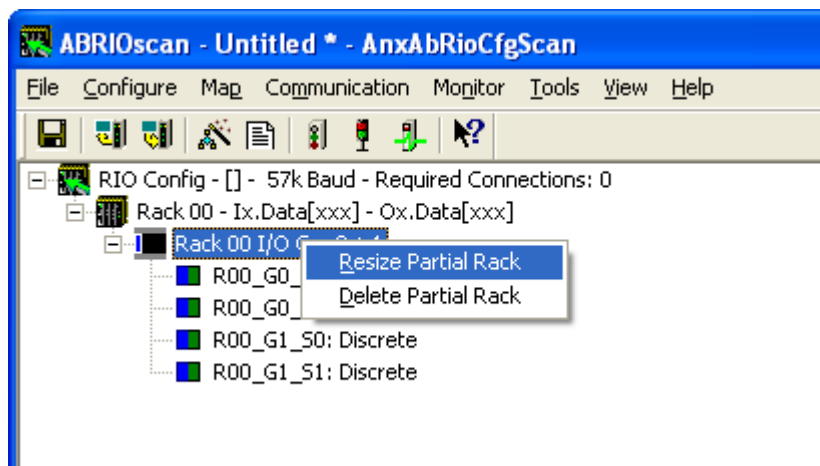 ABRIOscan - Untitled * - AnxAbRioCfgScan
File Configure Map Communication Monitor Tools View Help
RIO Config - [] - 57k Baud - Required Connections: 0
Rack 00 - Ix.Data[xxx] - Ox.Data[xxx]
Rack 00 I/O
Resize Partial Rack
Delete Partial Rack
R00_G0_
R00_G0_
R00_G1_S0: Discrete
R00_G1_S1: Discrete